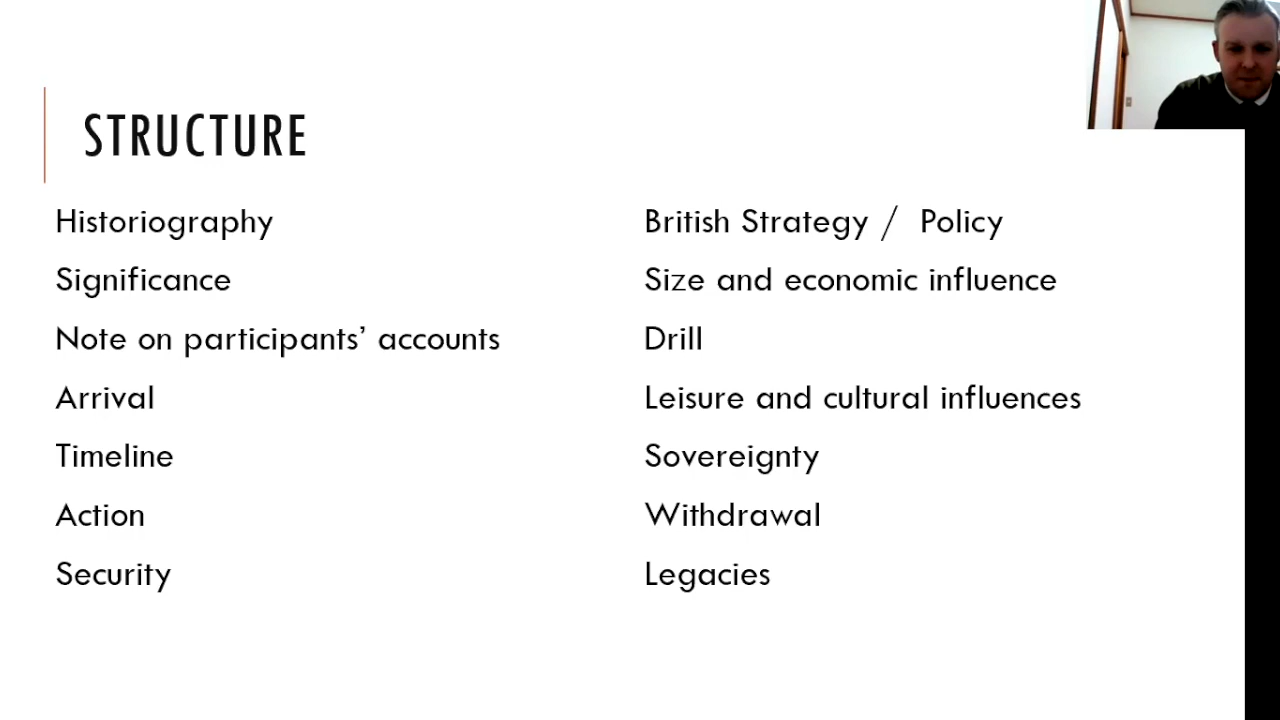 STRUCTURE
Historiography
Significance
Note on participants’ accounts
Arrival
Timeline
Action
Security
British Strategy / Policy
Size and economic influence
Drill
Leisure and cultural influences
Sovereignty
Withdrawal
Legacies